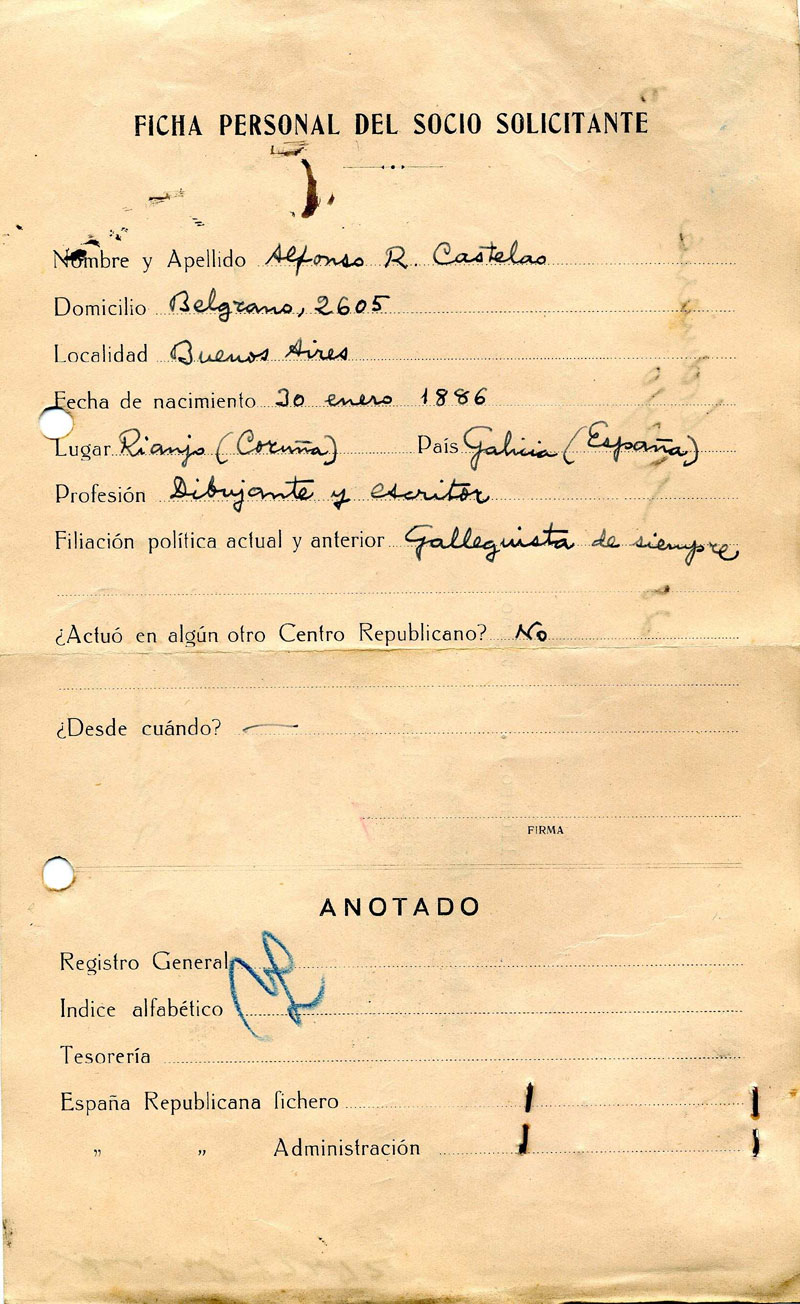 FICHA PERSONAL DEL SOCIO SOLICITANTE
Nombre y Apellido Alfonso R. Castelao
Domicilio Belgrano, 2605
Localidad Buenos Aires
Fecha de nacimiento 30 enero 1886
Lugar Rianjo (Coruña) País Galicia (España)
Profesión Dibujante y escritor
Filiación política actual y anterior Galleguista de siempre
¿Actuó en algún otro Centro Republicano? No
¿Desde cuándo? —
FIRMA
ANOTADO
Registro General
Indice alfabético
Tesorería
España Republicana fichero
„ „ Administración